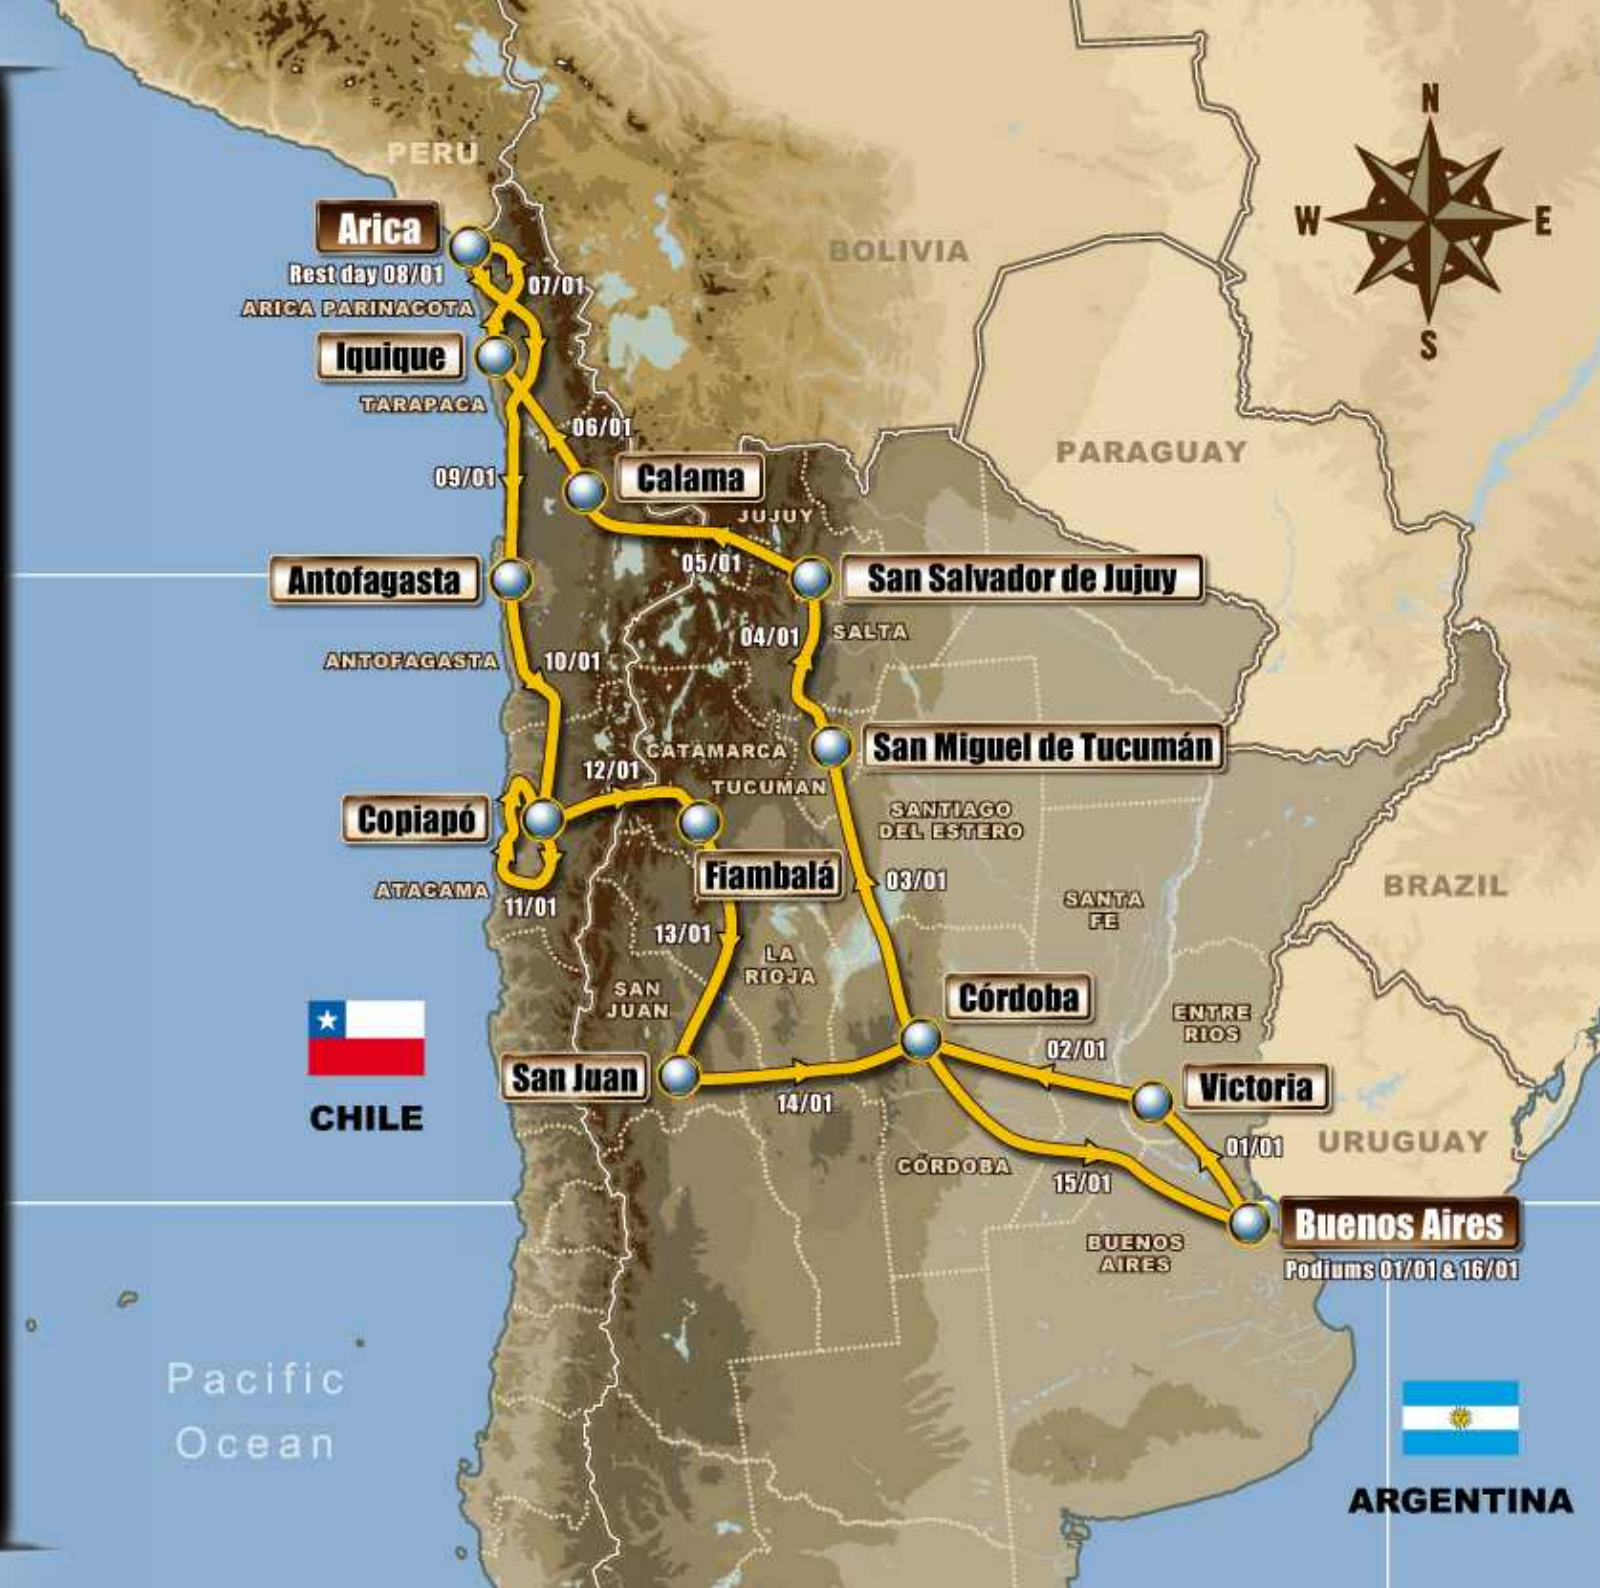 N
W
E
S
PERU
BOLIVIA
Arica
Rest day 08/01
07/01
ARICA PARINACOTA
Iquique
TARAPACA
06/01
PARAGUAY
09/01
Calama
JUJUY
05/01
Antofagasta
San Salvador de Jujuy
04/01
SALTA
ANTOFAGASTA
10/01
CATAMARCA
San Miguel de Tucumán
12/01
TUCUMAN
Copiapó
SANTIAGO
DEL ESTERO
Fiambalá
03/01
ATACAMA
11/01
BRAZIL
SANTA
FE
13/01
LA
RIOJA
SAN
JUAN
Córdoba
ENTRE
RIOS
02/01
San Juan
14/01
Victoria
CHILE
01/01
URUGUAY
CÓRDOBA
15/01
Buenos Aires
Podiums 01/01 & 16/01
BUENOS
AIRES
Pacific
Ocean
ARGENTINA